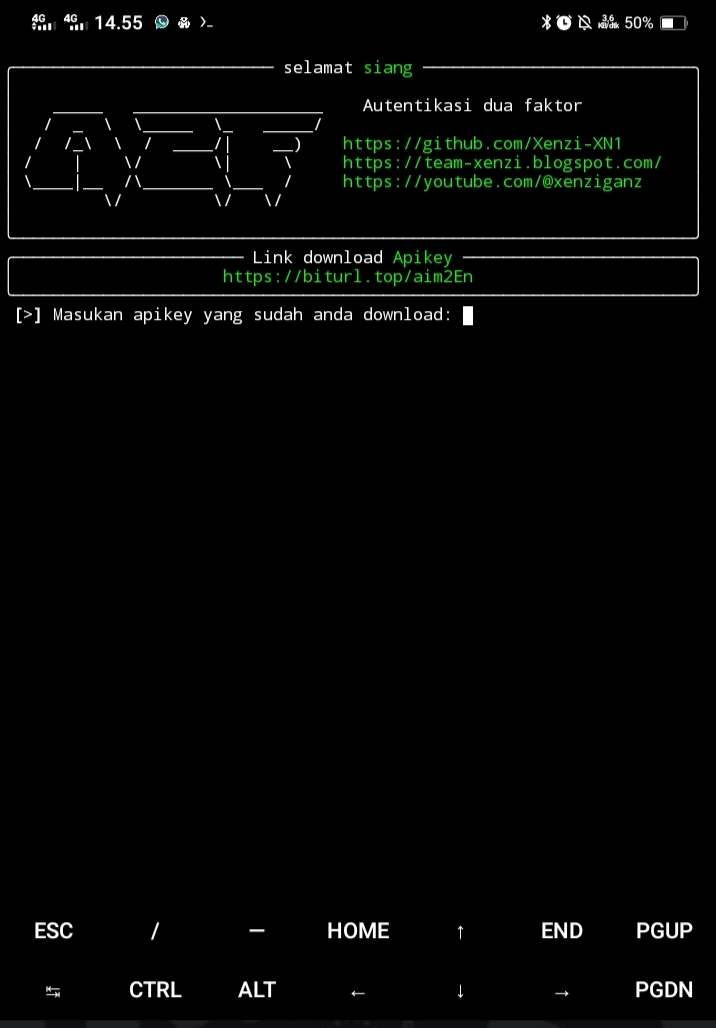 4G 4G 14.55 3,6 KB/dtk 50%
selamat siang
Autentikasi dua faktor
https://github.com/Xenzi-XN1
https://team-xenzi.blogspot.com/
https://youtube.com/@xenziganz
Link download Apikey
https://biturl.top/aim2En
[>] Masukan apikey yang sudah anda download:
ESC / — HOME ↑ END PGUP
↹ CTRL ALT ← ↓ → PGDN